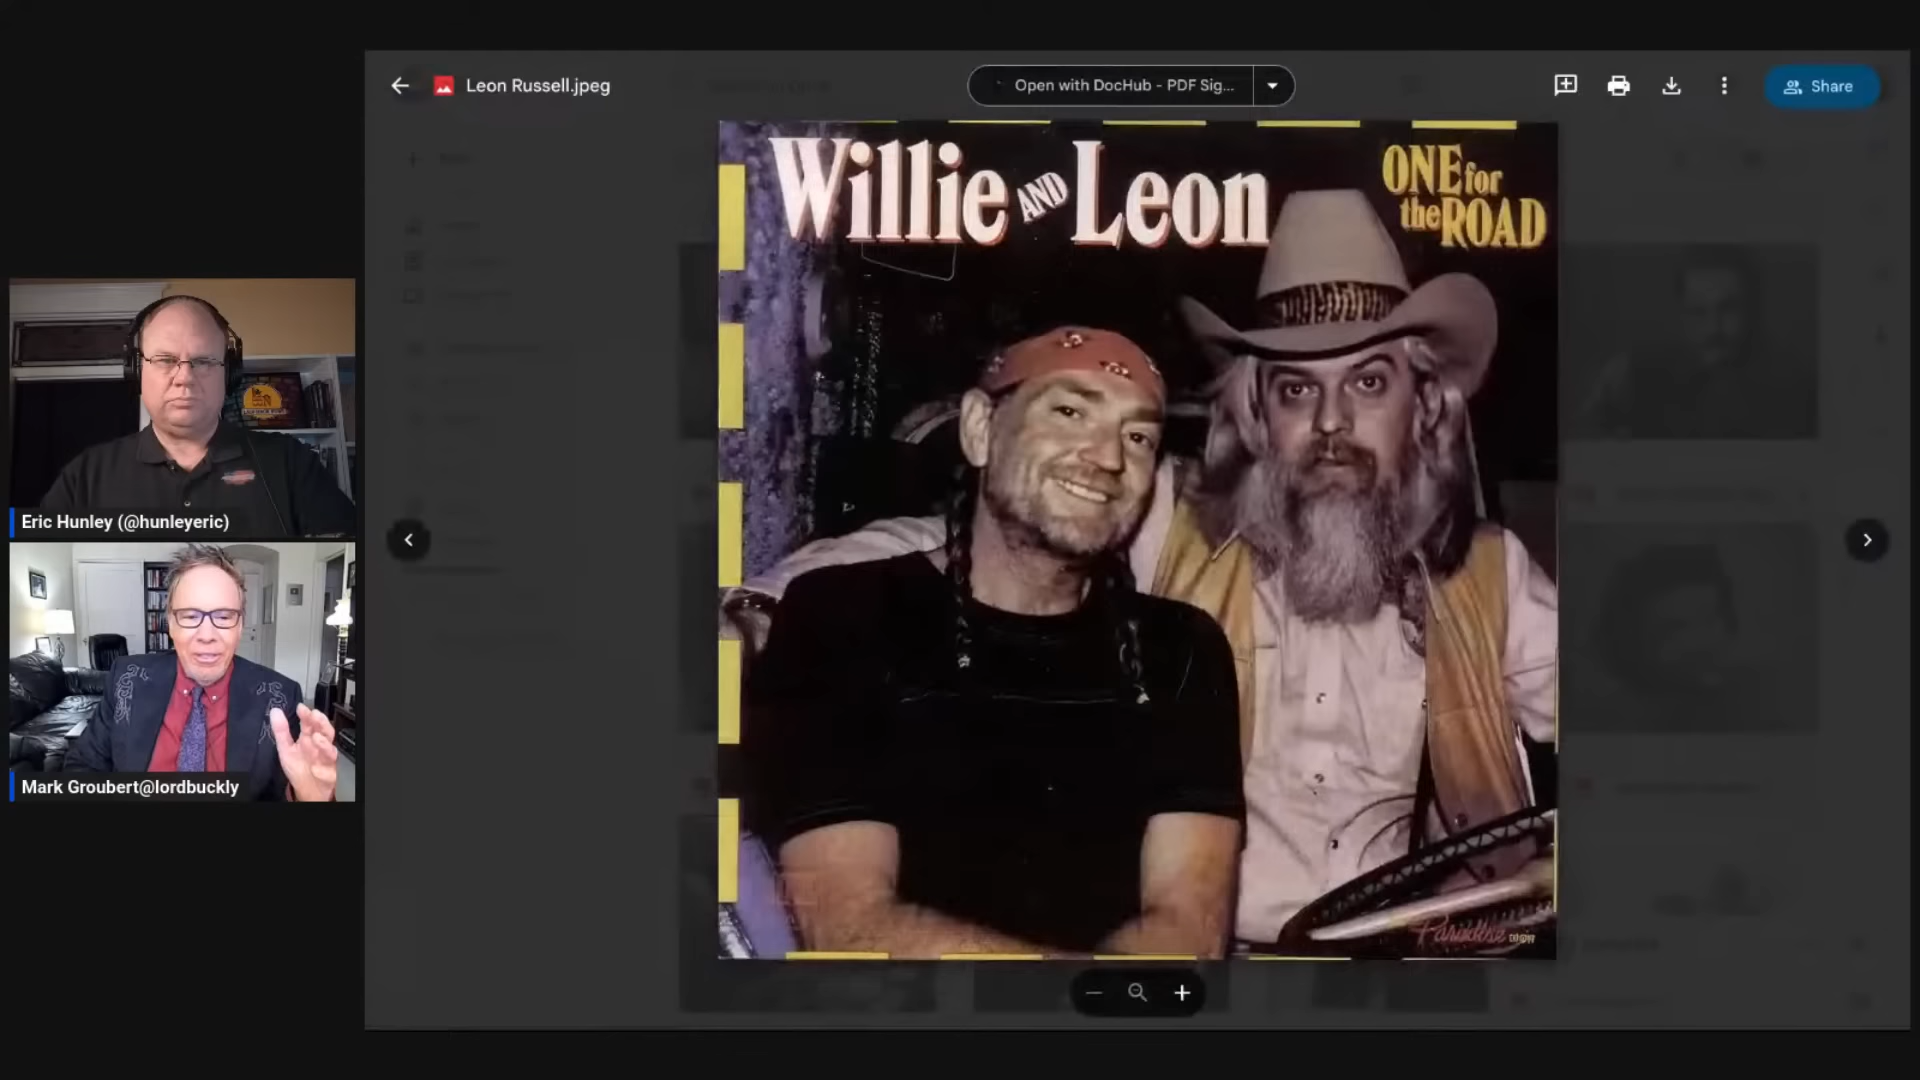 Leon Russell.jpeg
Open with DocHub - PDF Sig...
Share
Willie AND Leon
ONE for
the ROAD
Eric Hunley (@hunleyeric)
Mark Groubert@lordbuckly